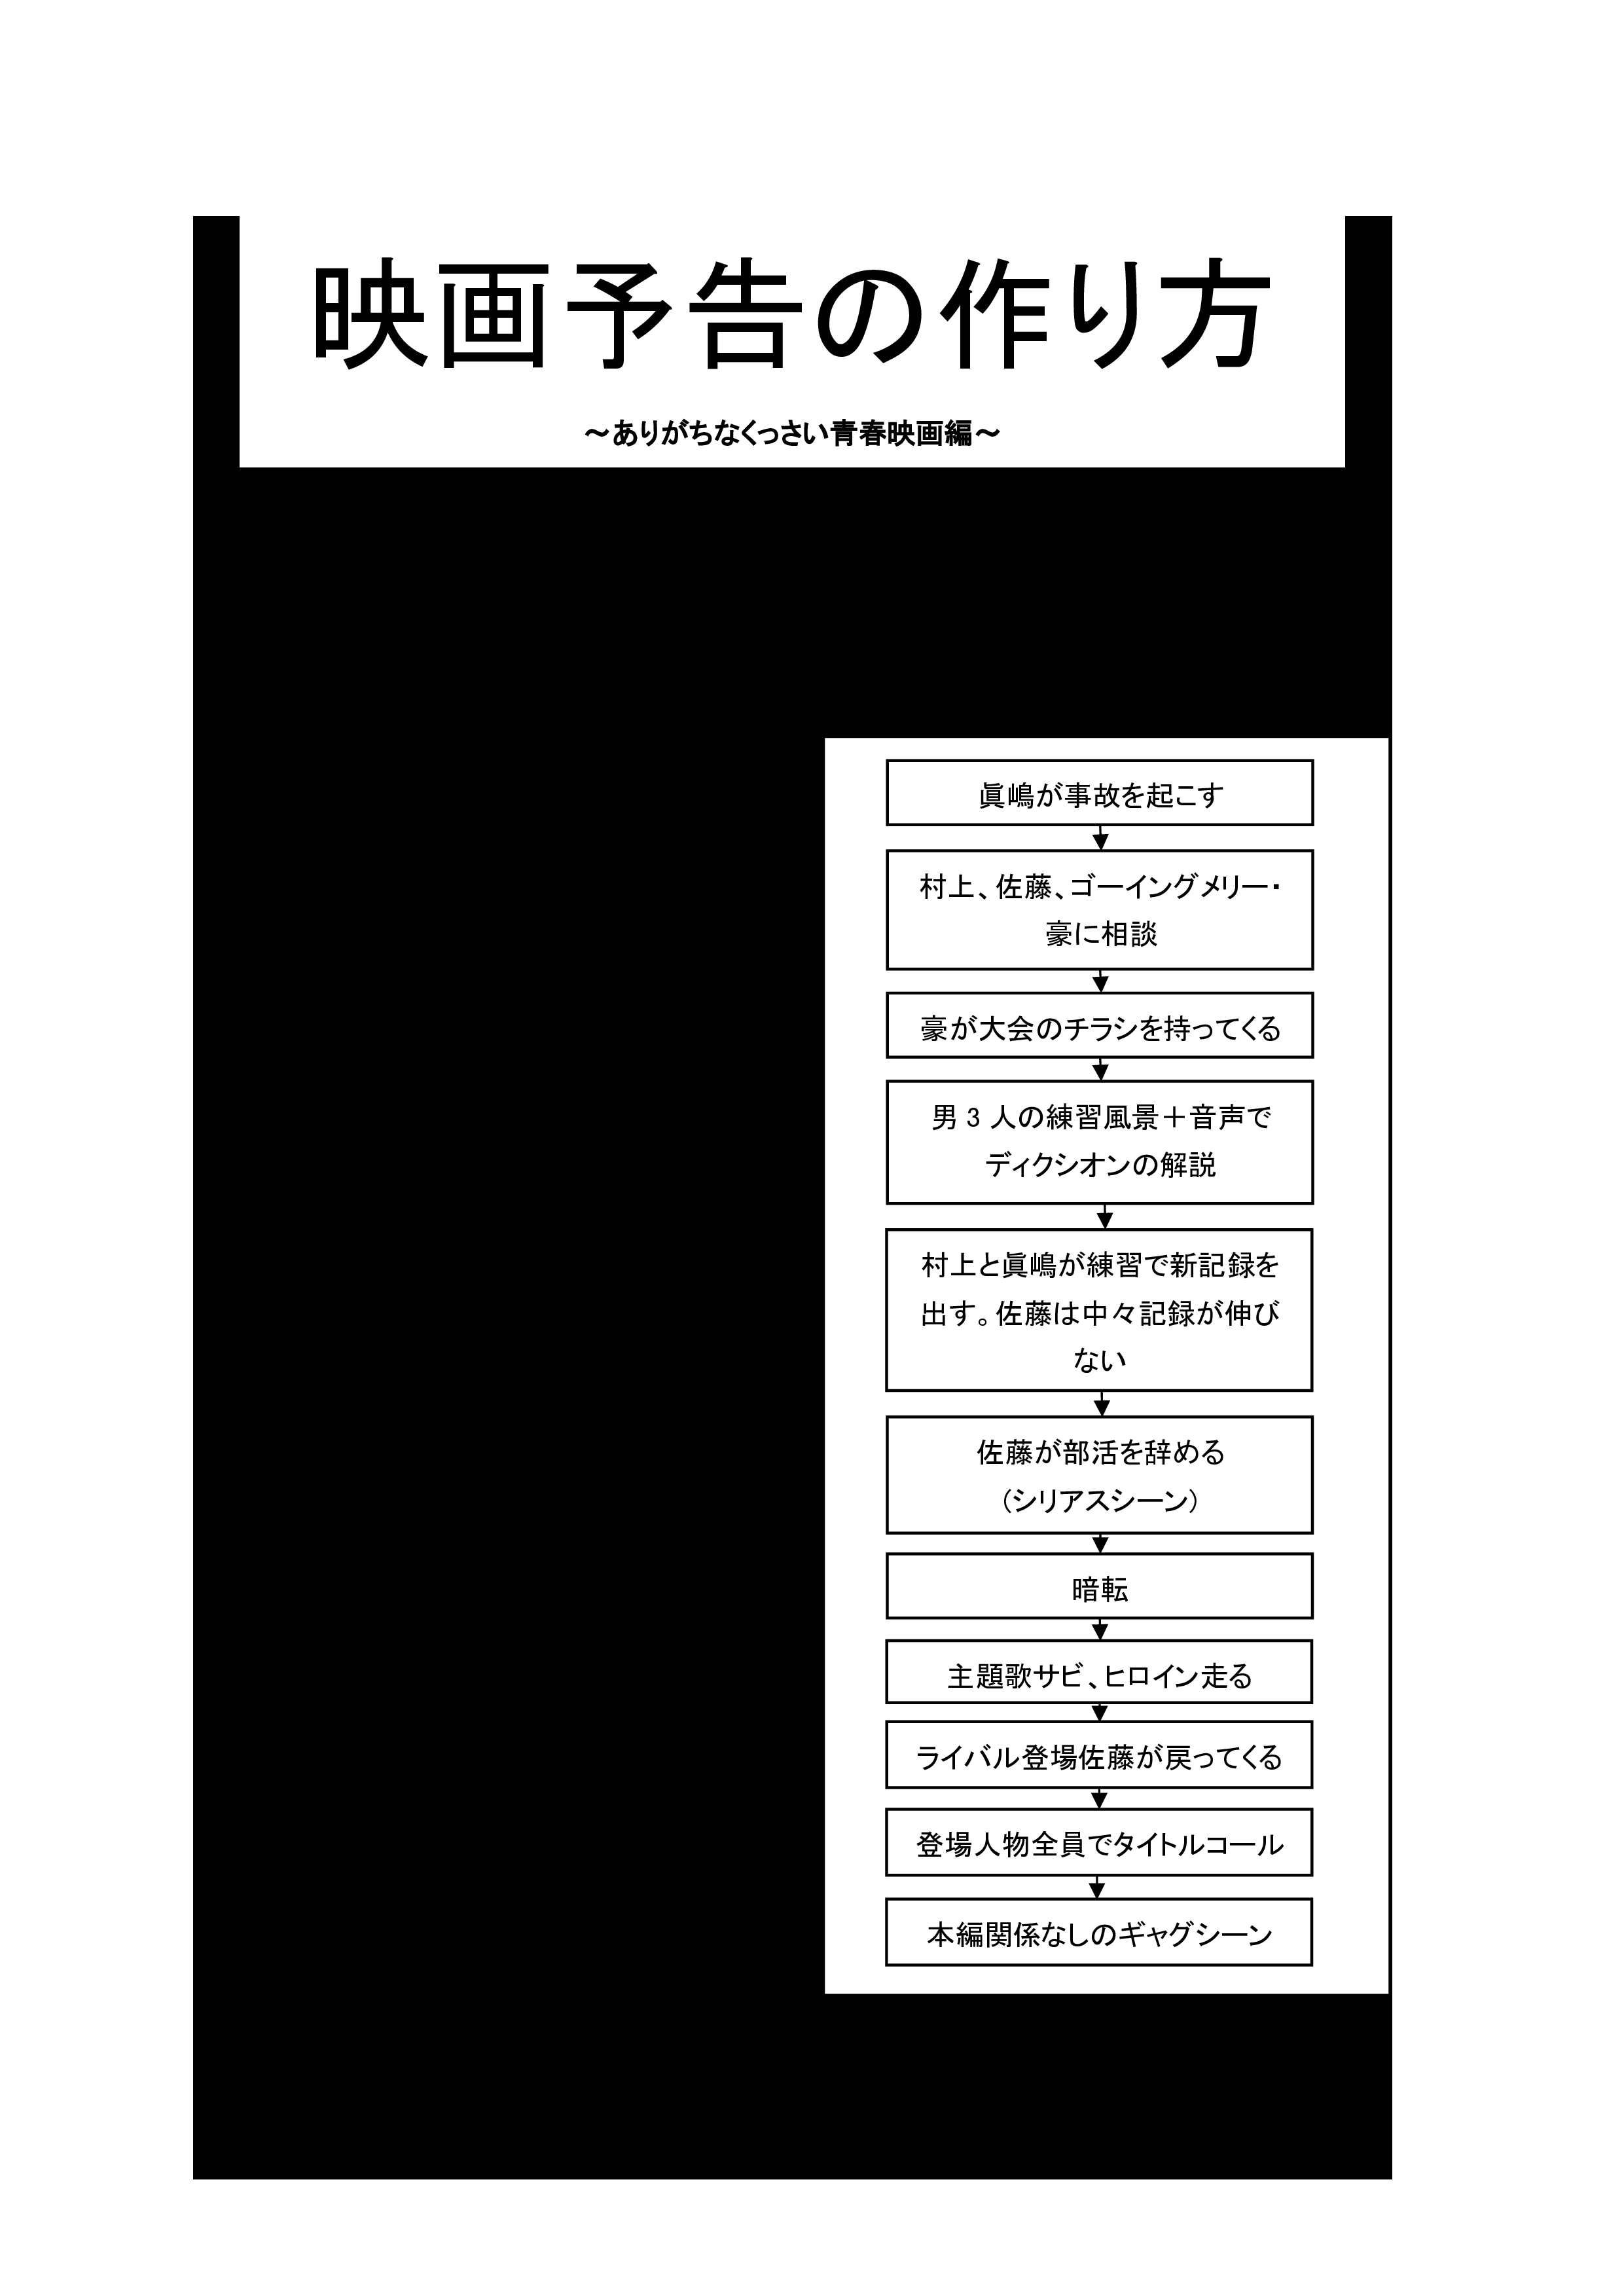 映画予告の作り方
～ありがちなくっさい青春映画編～
眞嶋が事故を起こす
村上、佐藤、ゴーイングメリー・
豪に相談
豪が大会のチラシを持ってくる
男 3 人の練習風景＋音声で
ディクシオンの解説
村上と眞嶋が練習で新記録を
出す。佐藤は中々記録が伸び
ない
佐藤が部活を辞める
（シリアスシーン）
暗転
主題歌サビ、ヒロイン走る
ライバル登場佐藤が戻ってくる
登場人物全員でタイトルコール
本編関係なしのギャグシーン